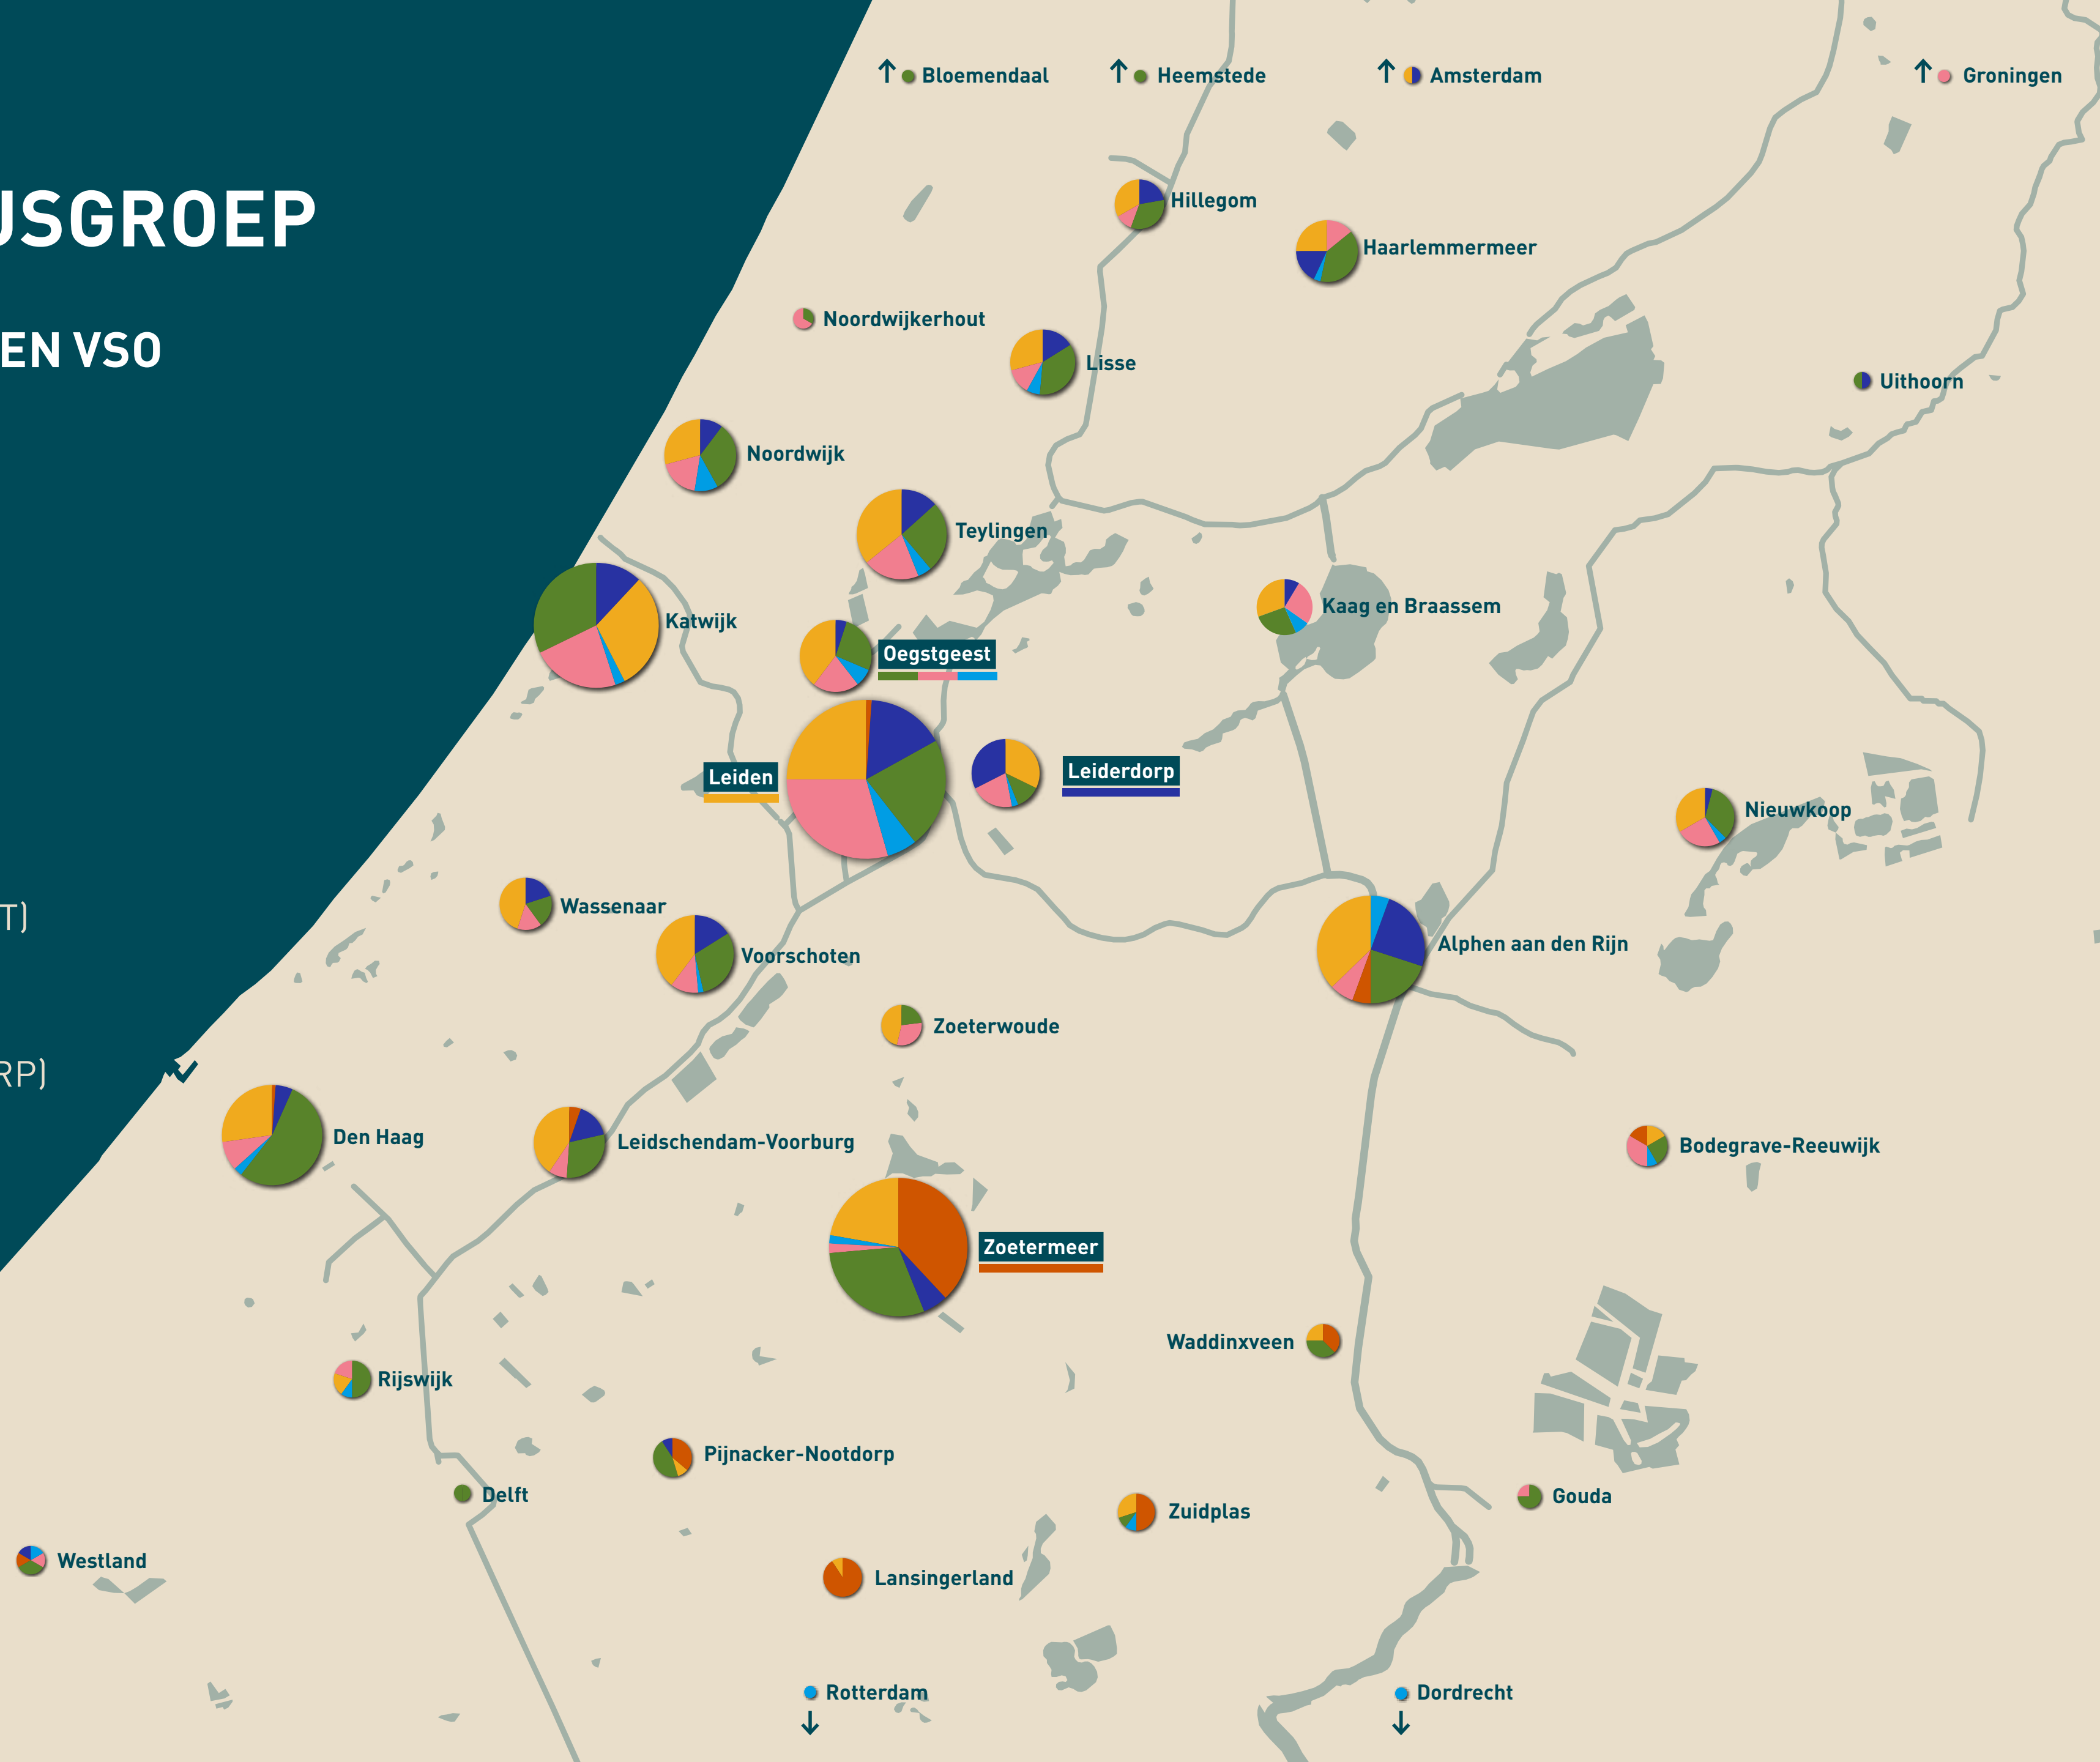 Bloemendaal
Heemstede
Amsterdam
Groningen
Hillegom
USGROEP
Haarlemmermeer
Noordwijkerhout
EN VSO
Lisse
Uithoorn
Noordwijk
Teylingen
Kaag en Braassem
Katwijk
Oegstgeest
Leiden
Leiderdorp
Nieuwkoop
Wassenaar
T)
Voorschoten
Alphen aan den Rijn
Zoeterwoude
RP)
Den Haag
Leidschendam-Voorburg
Bodegrave-Reeuwijk
Zoetermeer
Waddinxveen
Rijswijk
Pijnacker-Nootdorp
Delft
Gouda
Zuidplas
Westland
Lansingerland
Rotterdam
Dordrecht